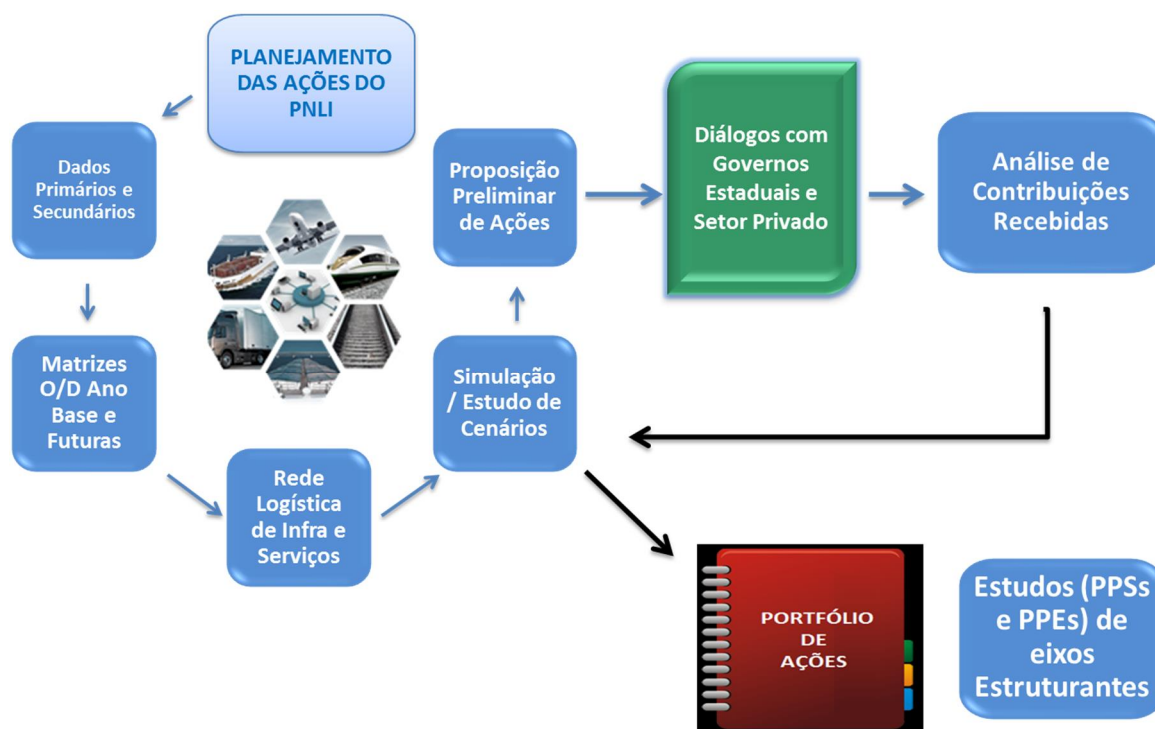 PLANEJAMENTO
DAS AÇÕES DO
PNLI
Dados
Primários e
Secundários
Matrizes
O/D Ano
Base e
Futuras
Rede
Logística
de Infra e
Serviços
Simulação
/ Estudo de
Cenários
Proposição
Preliminar
de Ações
Diálogos com
Governos
Estaduais e
Setor Privado
Análise de
Contribuições
Recebidas
PORTFÓLIO
DE
AÇÕES
Estudos (PPSs
e PPEs) de
eixos
Estruturantes